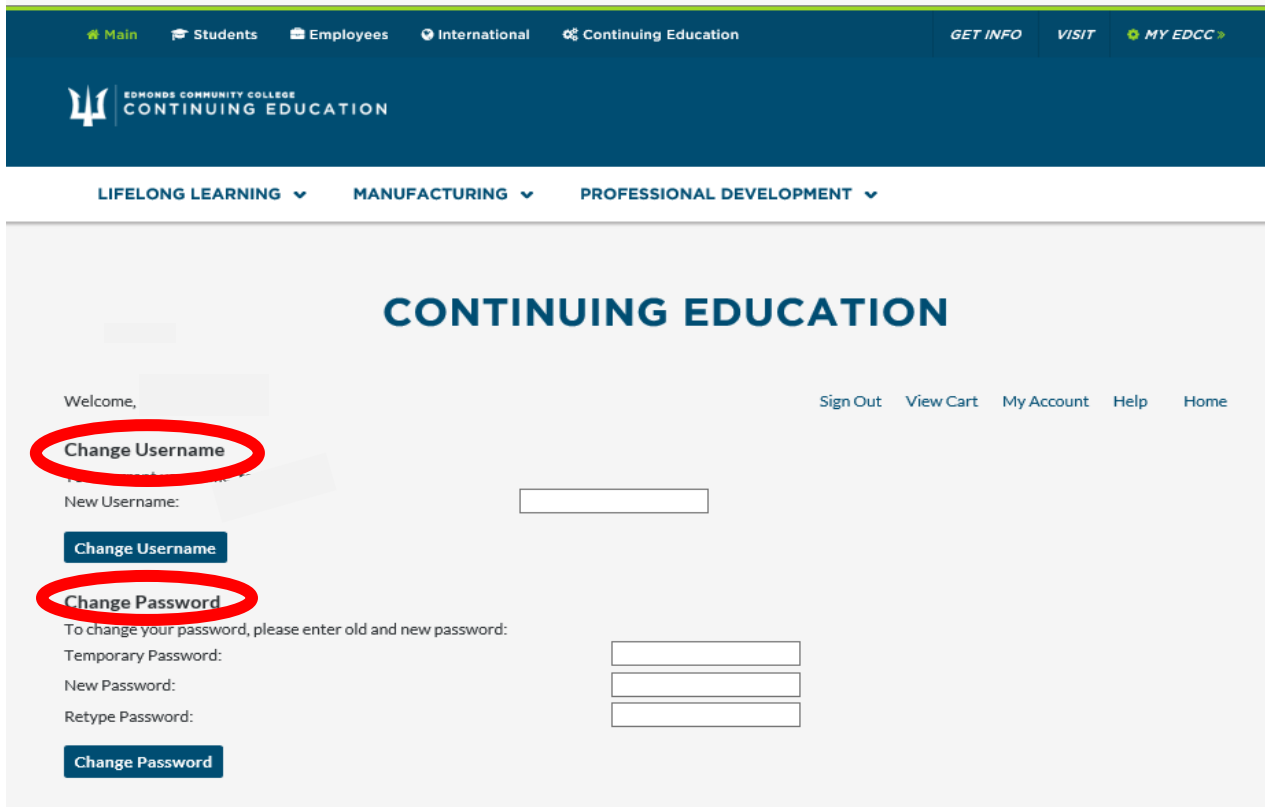 Main Students Employees International Continuing Education GET INFO VISIT MY EDCC »
EDMONDS COMMUNITY COLLEGE
CONTINUING EDUCATION
LIFELONG LEARNING MANUFACTURING PROFESSIONAL DEVELOPMENT
CONTINUING EDUCATION
Welcome, Sign Out View Cart My Account Help Home
Change Username
New Username:
Change Username
Change Password
To change your password, please enter old and new password:
Temporary Password:
New Password:
Retype Password:
Change Password